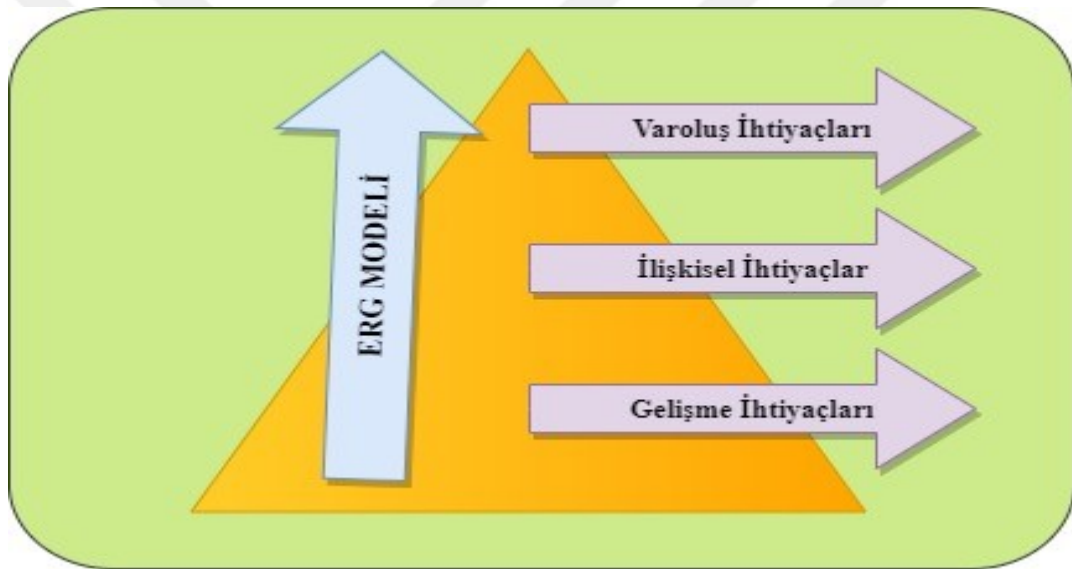 ERG MODELİ
Varoluş İhtiyaçları
İlişkisel İhtiyaçlar
Gelişme İhtiyaçları